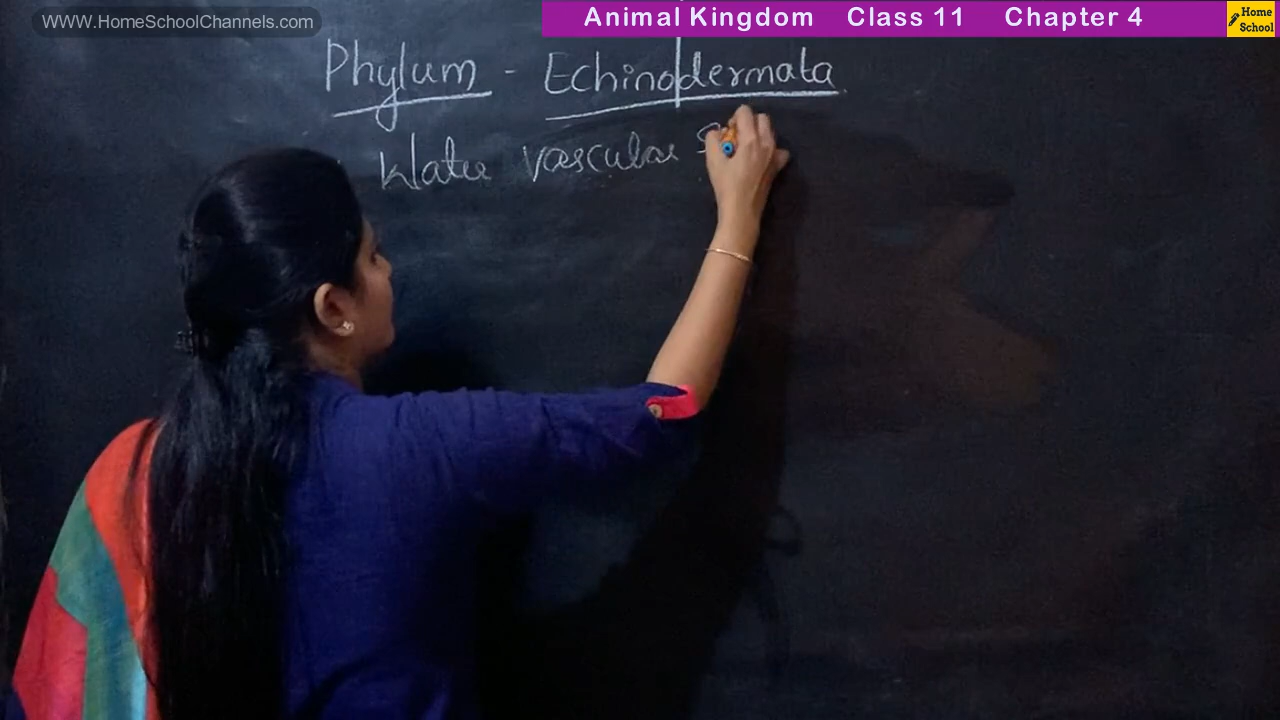 WWW.HomeSchoolChannels.com
Animal Kingdom Class 11 Chapter 4
Home
School
Phylum - Echinodermata
Water vascular S